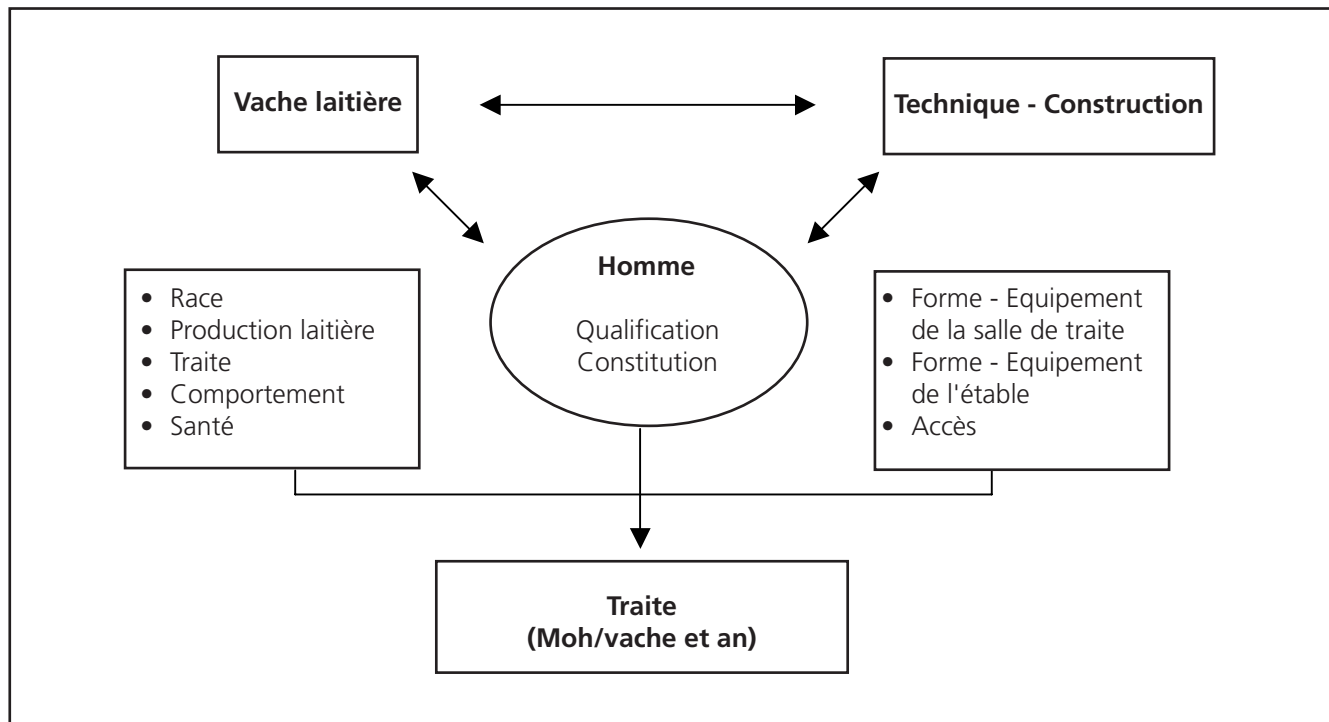 Vache laitière
Technique - Construction
Homme
Qualification
Constitution
• Race
• Production laitière
• Traite
• Comportement
• Santé
• Forme - Equipement
de la salle de traite
• Forme - Equipement
de l'étable
• Accès
Traite
(Moh/vache et an)